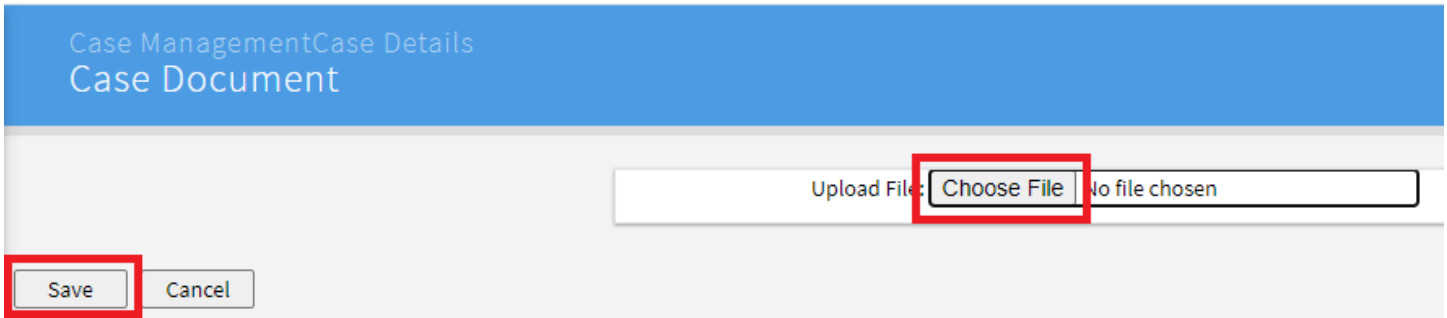 Case ManagementCase Details
Case Document
Upload File: Choose File No file chosen
Save Cancel